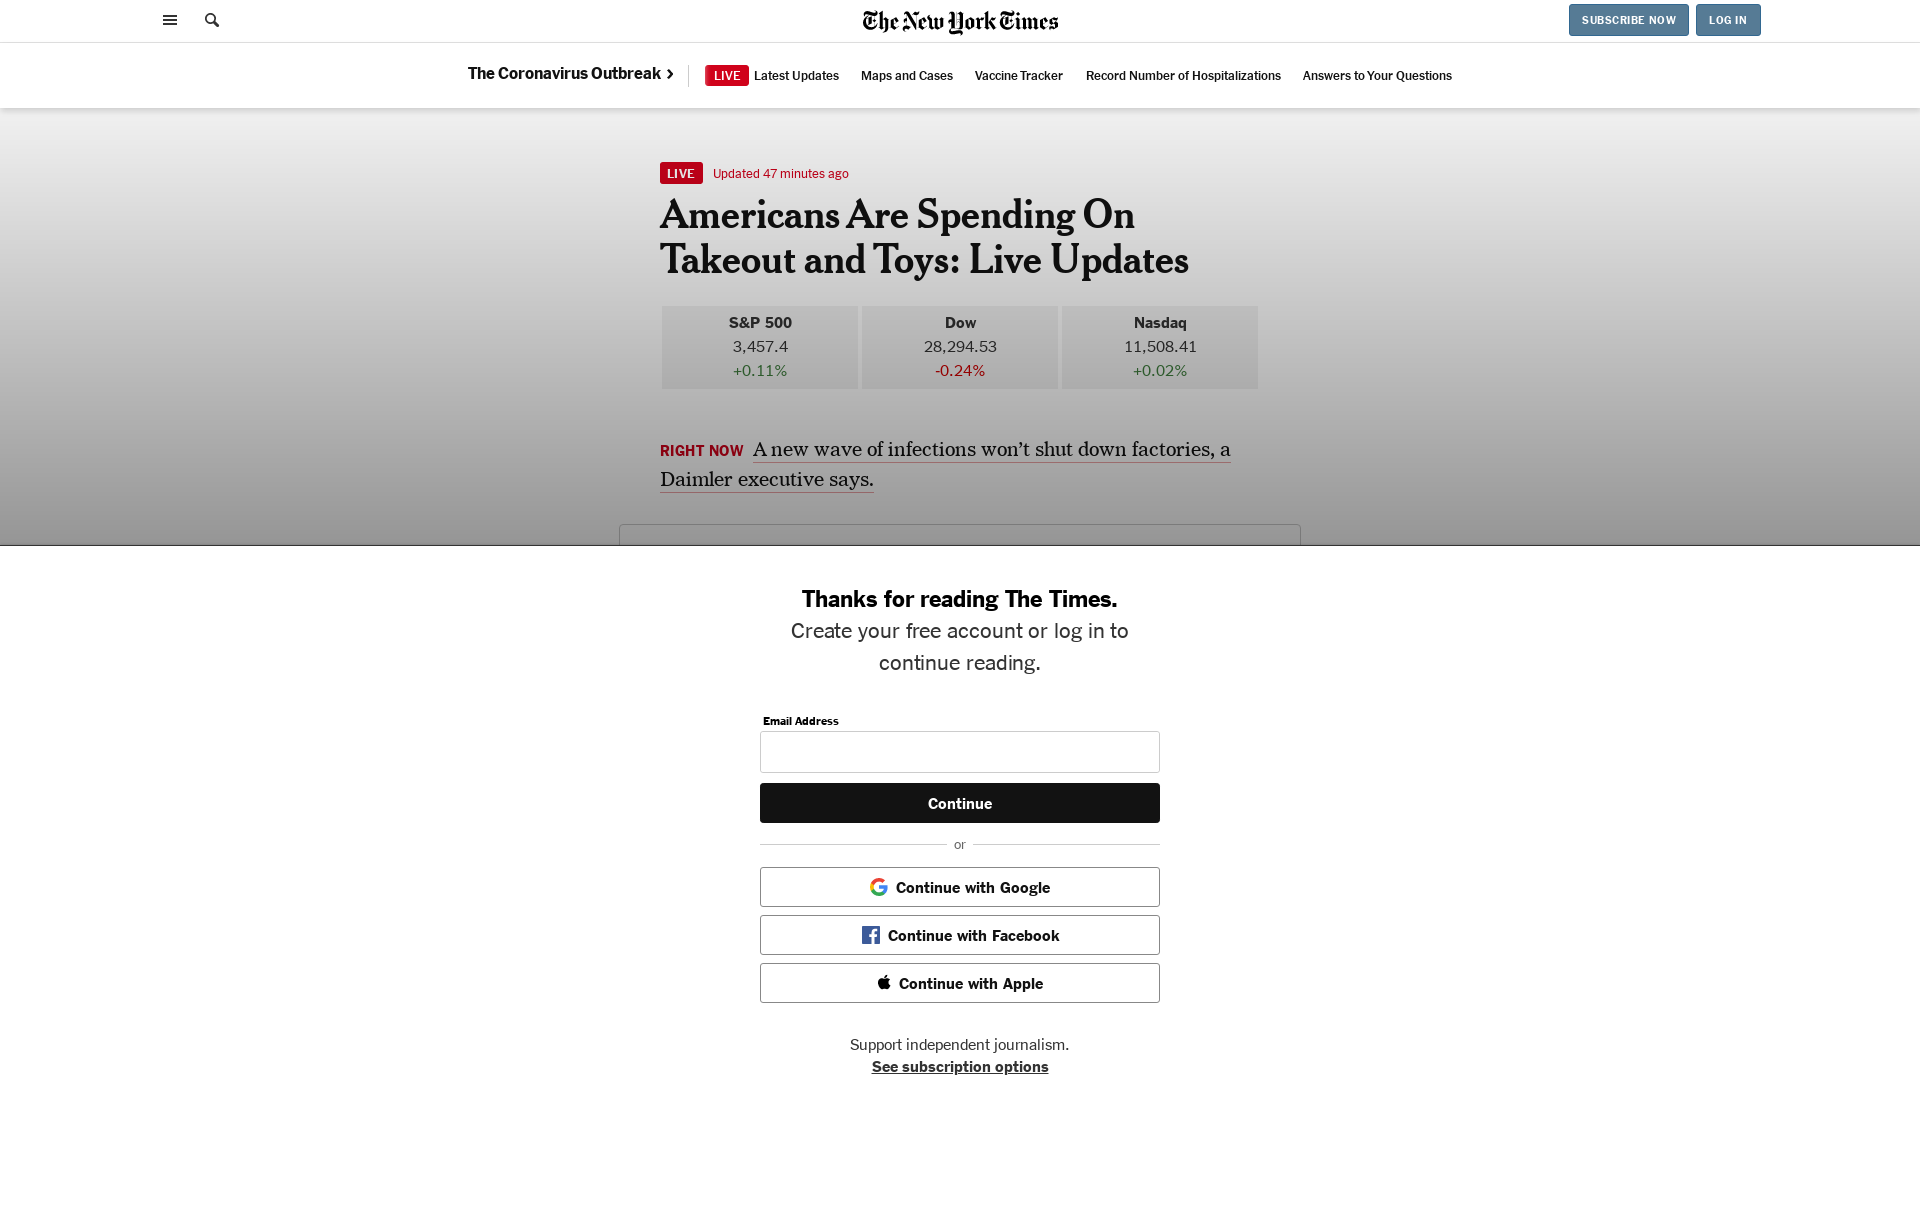 The New York Times
SUBSCRIBE NOW
LOG IN
The Coronavirus Outbreak
LIVE Latest Updates
Maps and Cases
Vaccine Tracker
Record Number of Hospitalizations
Answers to Your Questions
LIVE Updated 47 minutes ago
Americans Are Spending On
Takeout and Toys: Live Updates
S&P 500
3,457.4
+0.11%
Dow
28,294.53
-0.24%
Nasdaq
11,508.41
+0.02%
RIGHT NOW A new wave of infections won’t shut down factories, a
Daimler executive says.
Thanks for reading The Times.
Create your free account or log in to
continue reading.
Email Address
Continue
or
Continue with Google
Continue with Facebook
Continue with Apple
Support independent journalism.
See subscription options